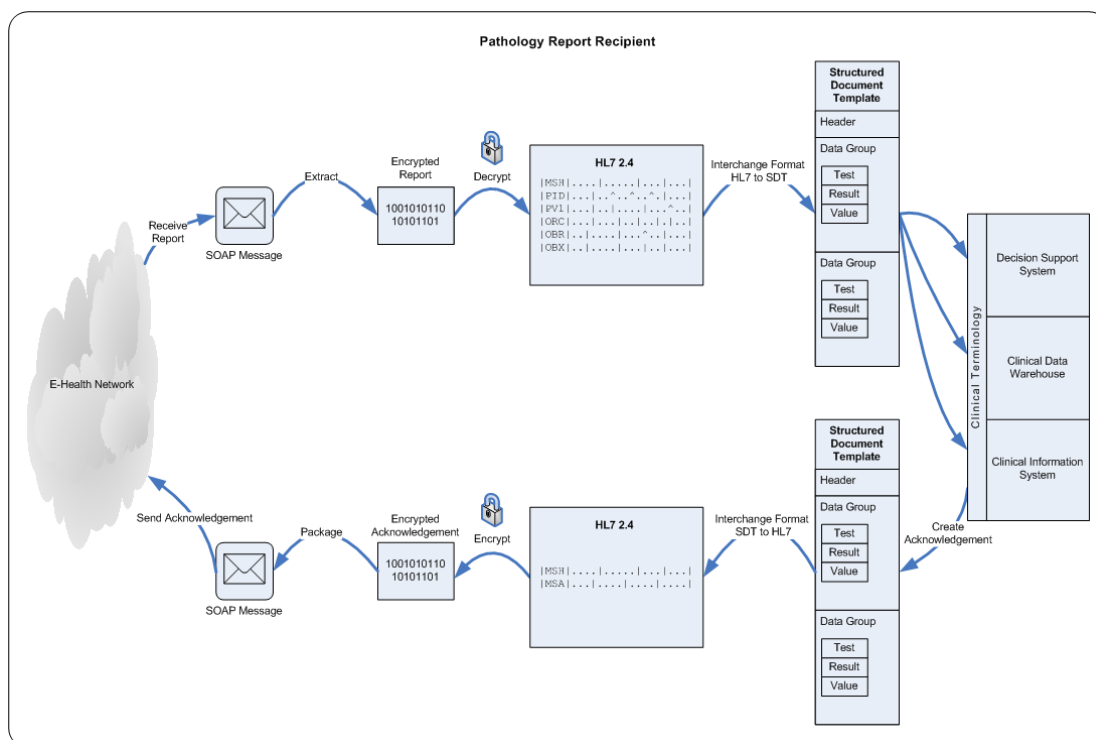 Pathology Report Recipient
Structured
Document
Template
Header
Data Group
Test
Result
Value
Data Group
Test
Result
Value
Interchange Format
HL7 to SDT
HL7 2.4
|MSH|....|.....|...|...|
|PID|...|..^..^..^.|...|
|PV1|....|...|.....^..|
|ORC|...|..|....|...|...|
|OBR|..|....|...^.|....|
|OBX|...|....|..|...|...|
Decrypt
Encrypted
Report
1001010110
10101101
Extract
SOAP Message
Receive
Report
E-Health Network
Clinical Terminology
Decision Support
System
Clinical Data
Warehouse
Clinical Information
System
Create
Acknowledgement
Structured
Document
Template
Header
Data Group
Test
Result
Value
Data Group
Test
Result
Value
Interchange Format
SDT to HL7
HL7 2.4
|MSH|....|....|....|....|
|MSA|....|....|....|....|
Encrypt
Encrypted
Acknowledgement
1001010110
10101101
Package
SOAP Message
Send Acknowledgement